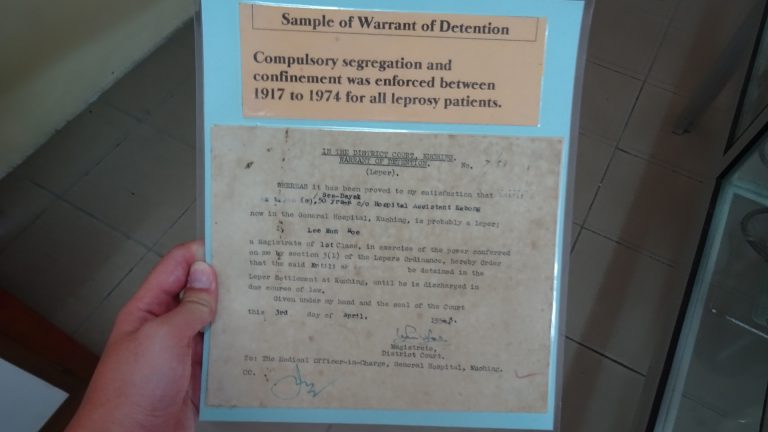 Sample of Warrant of Detention
Compulsory segregation and
confinement was enforced between
1917 to 1974 for all leprosy patients.
IN THE DISTRICT COURT, KUCHING.
WARRANT OF DETENTION. No.
(Leper).
WHEREAS it has been proved to my satisfaction that
Sea-Dayak
(m), 50 years c/o Hospital Assistant Kabong
now in the General Hospital, Kuching, is probably a leper;
I, Lee Hun Hoe
a Magistrate of 1st Class, in exercise of the power conferred
on me by section 3(1) of the Lepers Ordinance, hereby Order
that the said be detained in the
Leper Settlement at Kuching, until he is discharged in
due course of law.
Given under my hand and the seal of the Court
this 3rd day of April,
Magistrate,
District Court.
To: The Medical Officer-in-Charge, General Hospital, Kuching.
CC.